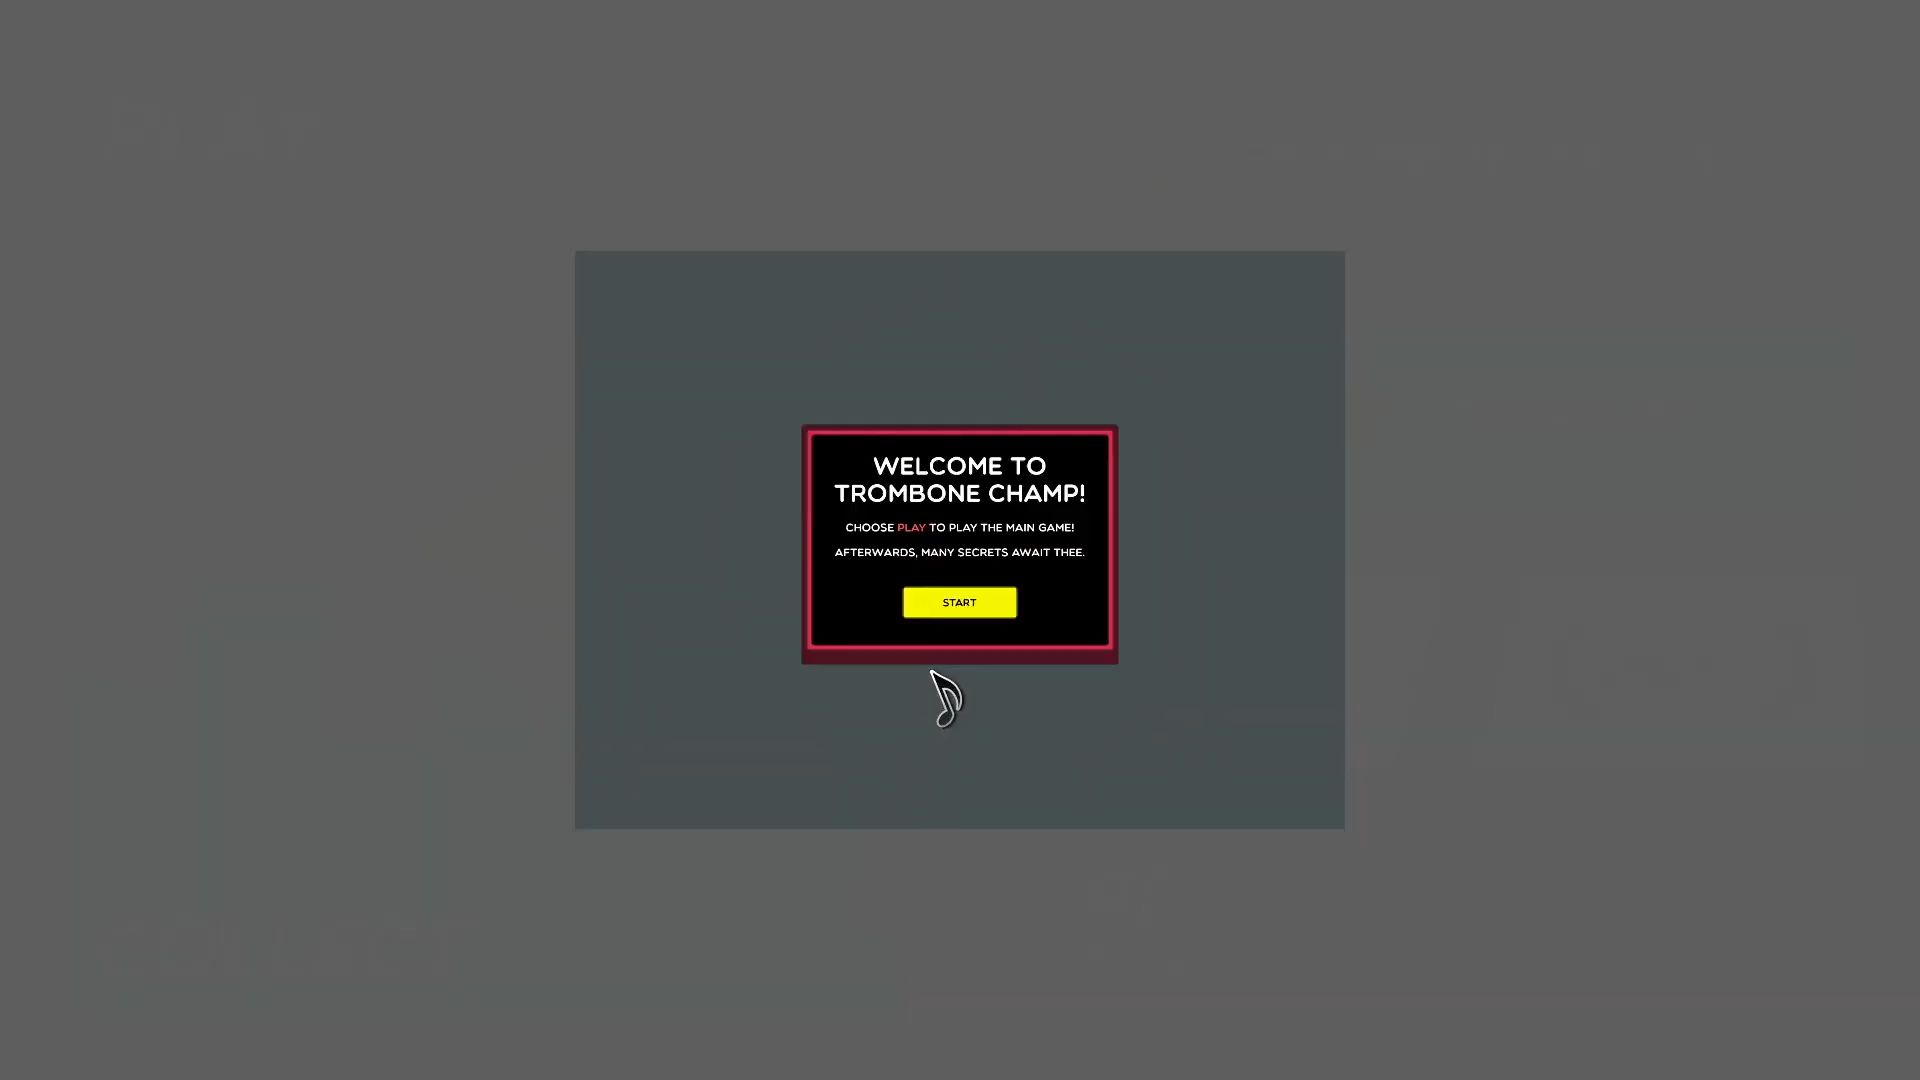 WELCOME TO
TROMBONE CHAMP!
CHOOSE PLAY TO PLAY THE MAIN GAME!
AFTERWARDS, MANY SECRETS AWAIT THEE.
START